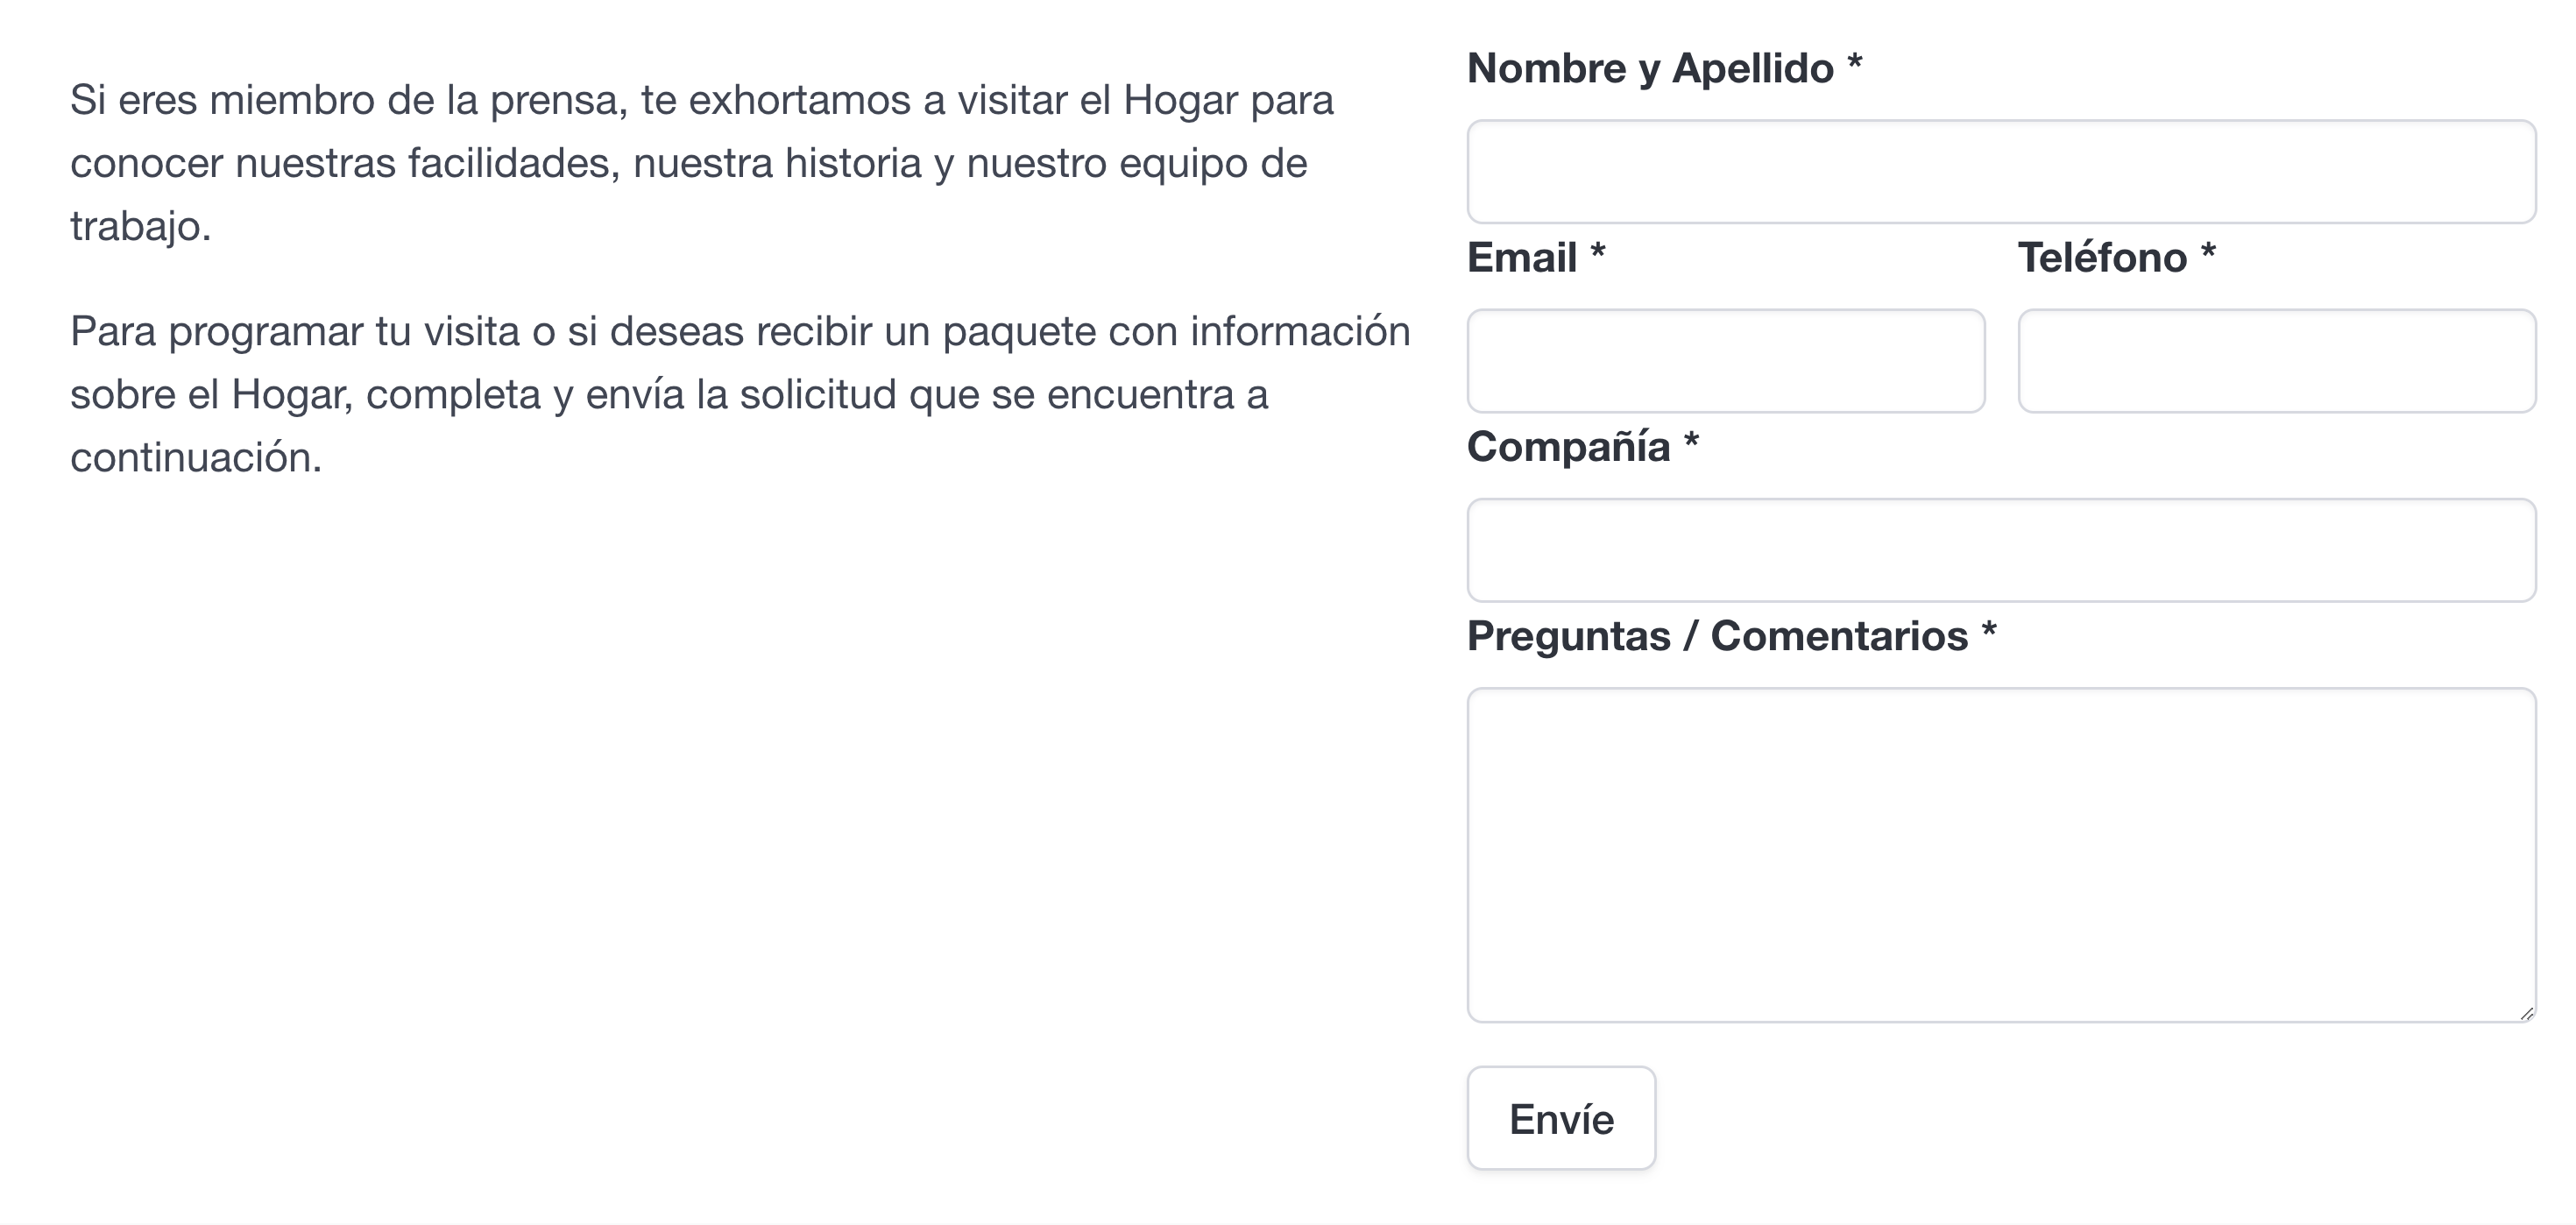 Si eres miembro de la prensa, te exhortamos a visitar el Hogar para
conocer nuestras facilidades, nuestra historia y nuestro equipo de
trabajo.
Para programar tu visita o si deseas recibir un paquete con información
sobre el Hogar, completa y envía la solicitud que se encuentra a
continuación.
Nombre y Apellido *
Email *
Teléfono *
Compañía *
Preguntas / Comentarios *
Envíe